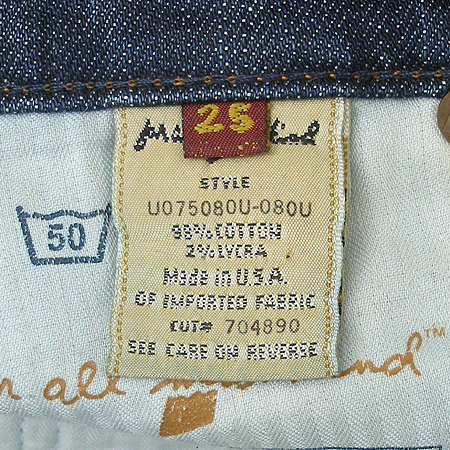 25
STYLE
U075080U-080U
98% COTTON
2% LYCRA
Made in U.S.A.
OF IMPORTED FABRIC
CUT# 704890
SEE CARE ON REVERSE
50
all